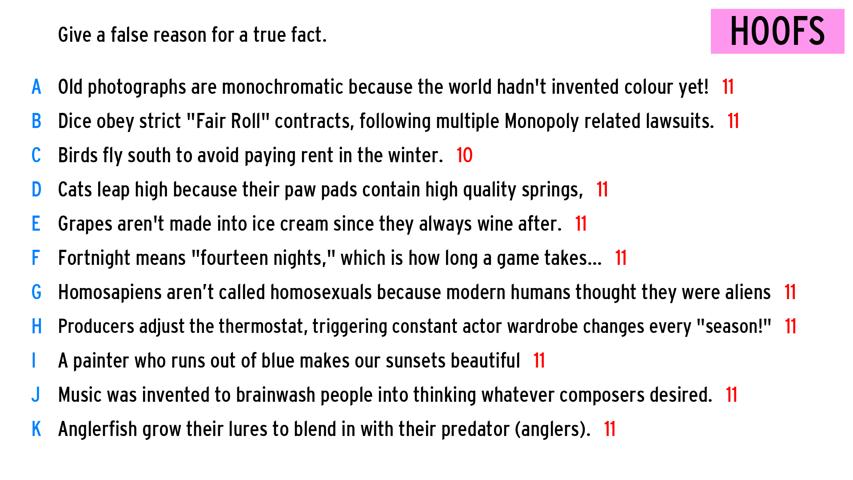 Give a false reason for a true fact.
HOOFS
A Old photographs are monochromatic because the world hadn't invented colour yet! 11
B Dice obey strict "Fair Roll" contracts, following multiple Monopoly related lawsuits. 11
C Birds fly south to avoid paying rent in the winter. 10
D Cats leap high because their paw pads contain high quality springs, 11
E Grapes aren't made into ice cream since they always wine after. 11
F Fortnight means "fourteen nights," which is how long a game takes... 11
G Homosapiens aren’t called homosexuals because modern humans thought they were aliens 11
H Producers adjust the thermostat, triggering constant actor wardrobe changes every "season!" 11
I A painter who runs out of blue makes our sunsets beautiful 11
J Music was invented to brainwash people into thinking whatever composers desired. 11
K Anglerfish grow their lures to blend in with their predator (anglers). 11